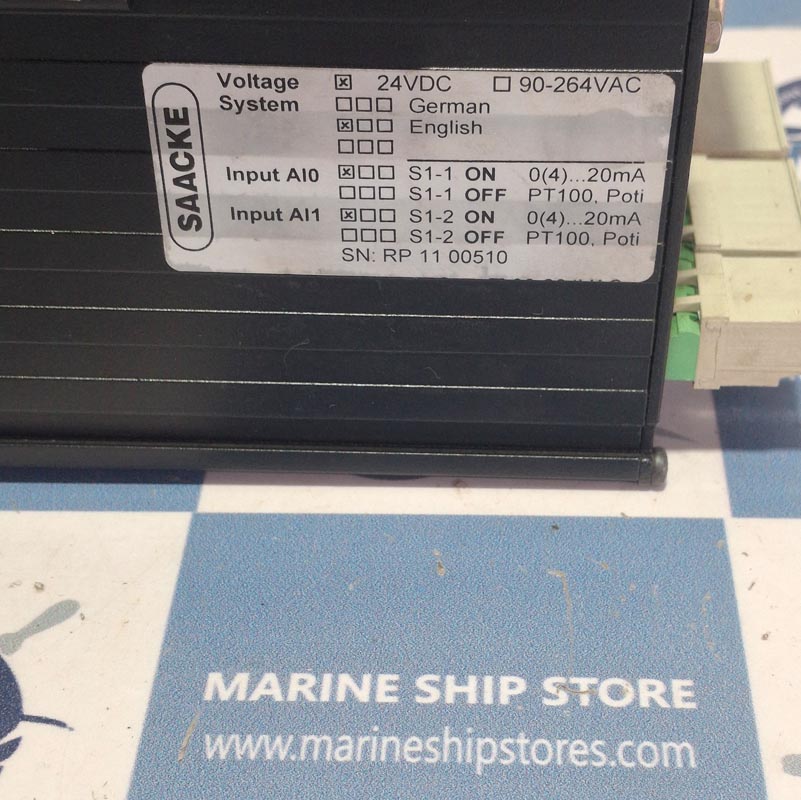 SAACKE
Voltage ☒ 24VDC ☐ 90-264VAC
System ☐☐☐ German
☒☐☐ English
☐☐☐
Input AI0 ☒☐☐ S1-1 ON 0(4)...20mA
☐☐☐ S1-1 OFF PT100, Poti
Input AI1 ☒☐☐ S1-2 ON 0(4)...20mA
☐☐☐ S1-2 OFF PT100, Poti
SN: RP 11 00510
MARINE SHIP STORE
www.marineshipstores.com